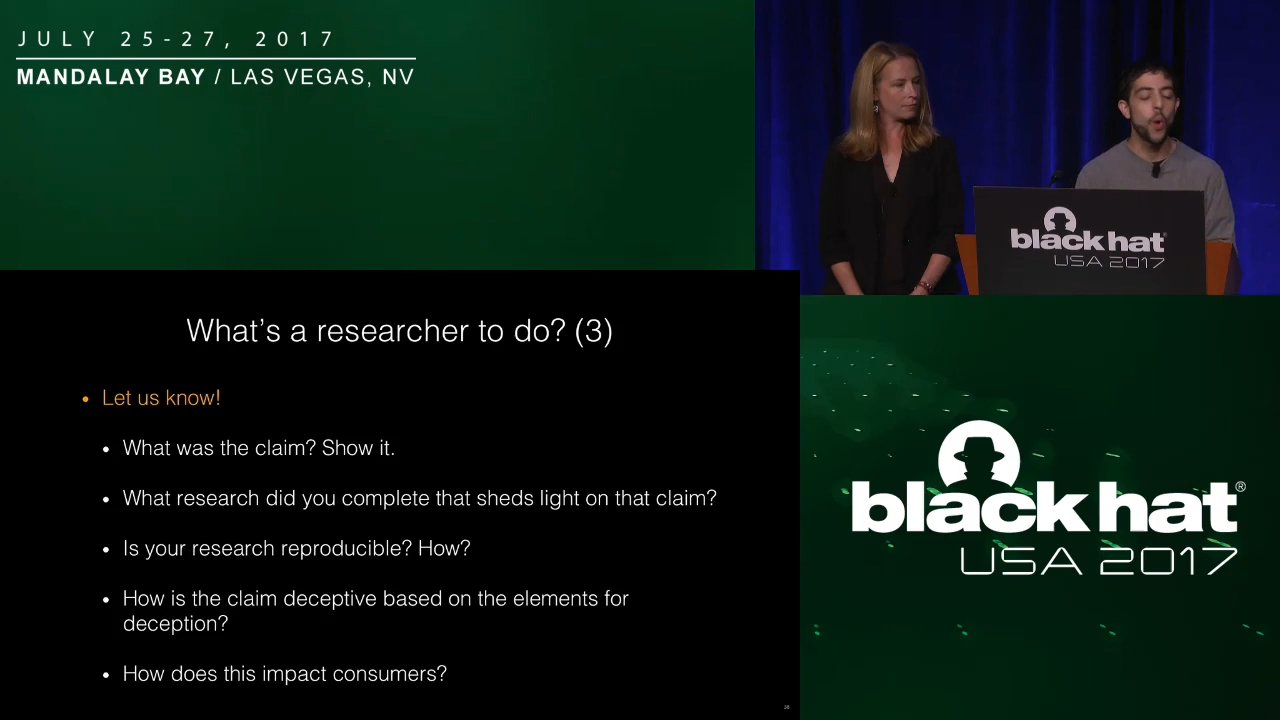 JULY 25-27, 2017
MANDALAY BAY / LAS VEGAS, NV
black hat
USA 2017
What's a researcher to do? (3)
• Let us know!
• What was the claim? Show it.
• What research did you complete that sheds light on that claim?
• Is your research reproducible? How?
• How is the claim deceptive based on the elements for
deception?
• How does this impact consumers?
black hat®
USA 2017